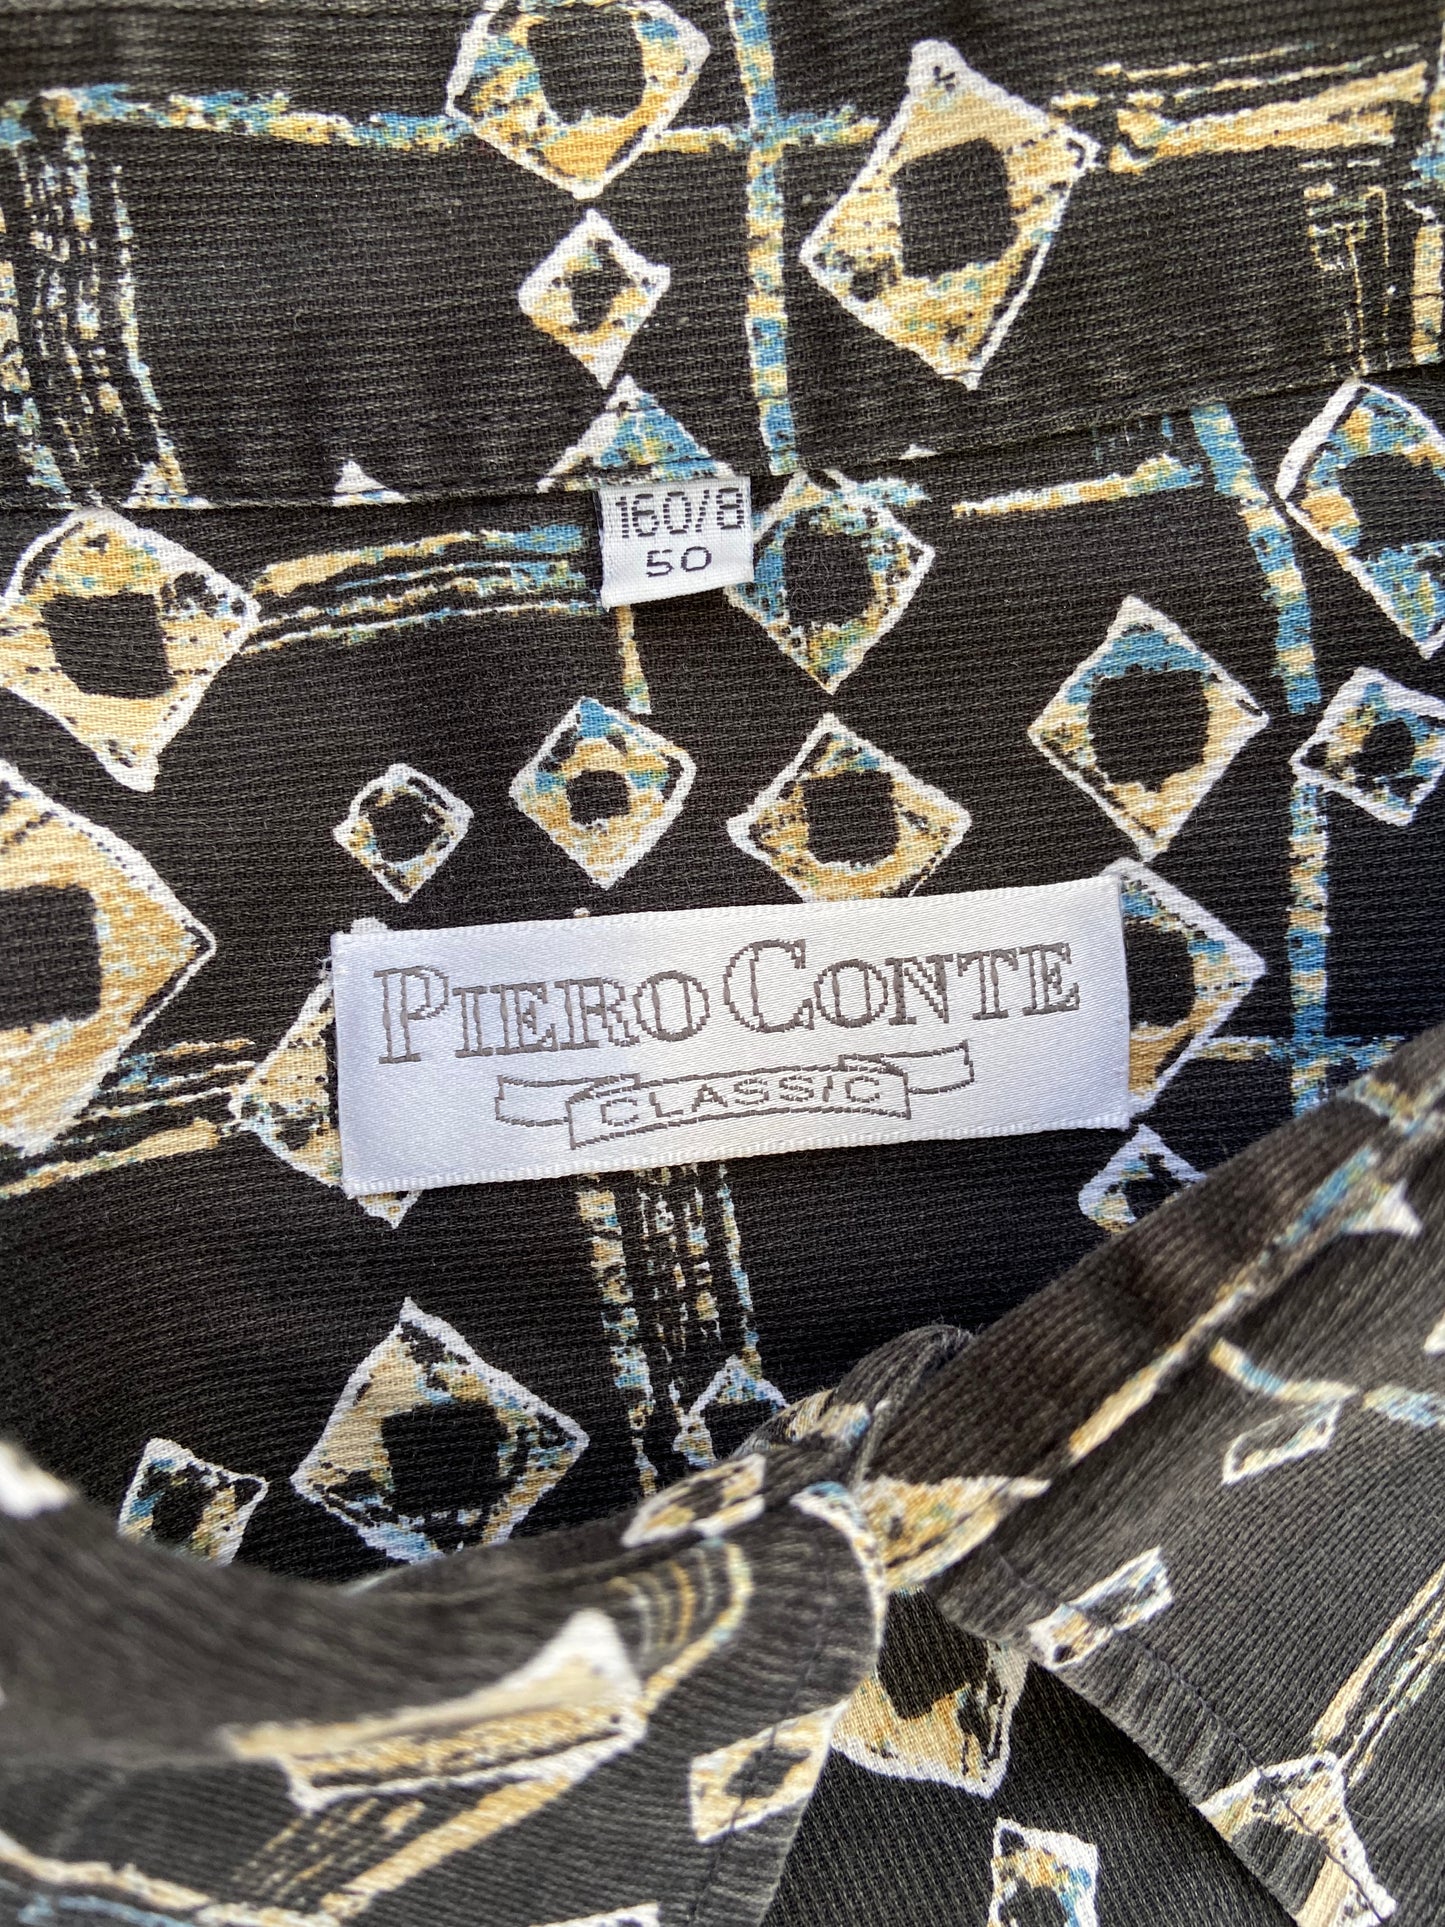 160/8
50
PIERO CONTE
CLASSIC